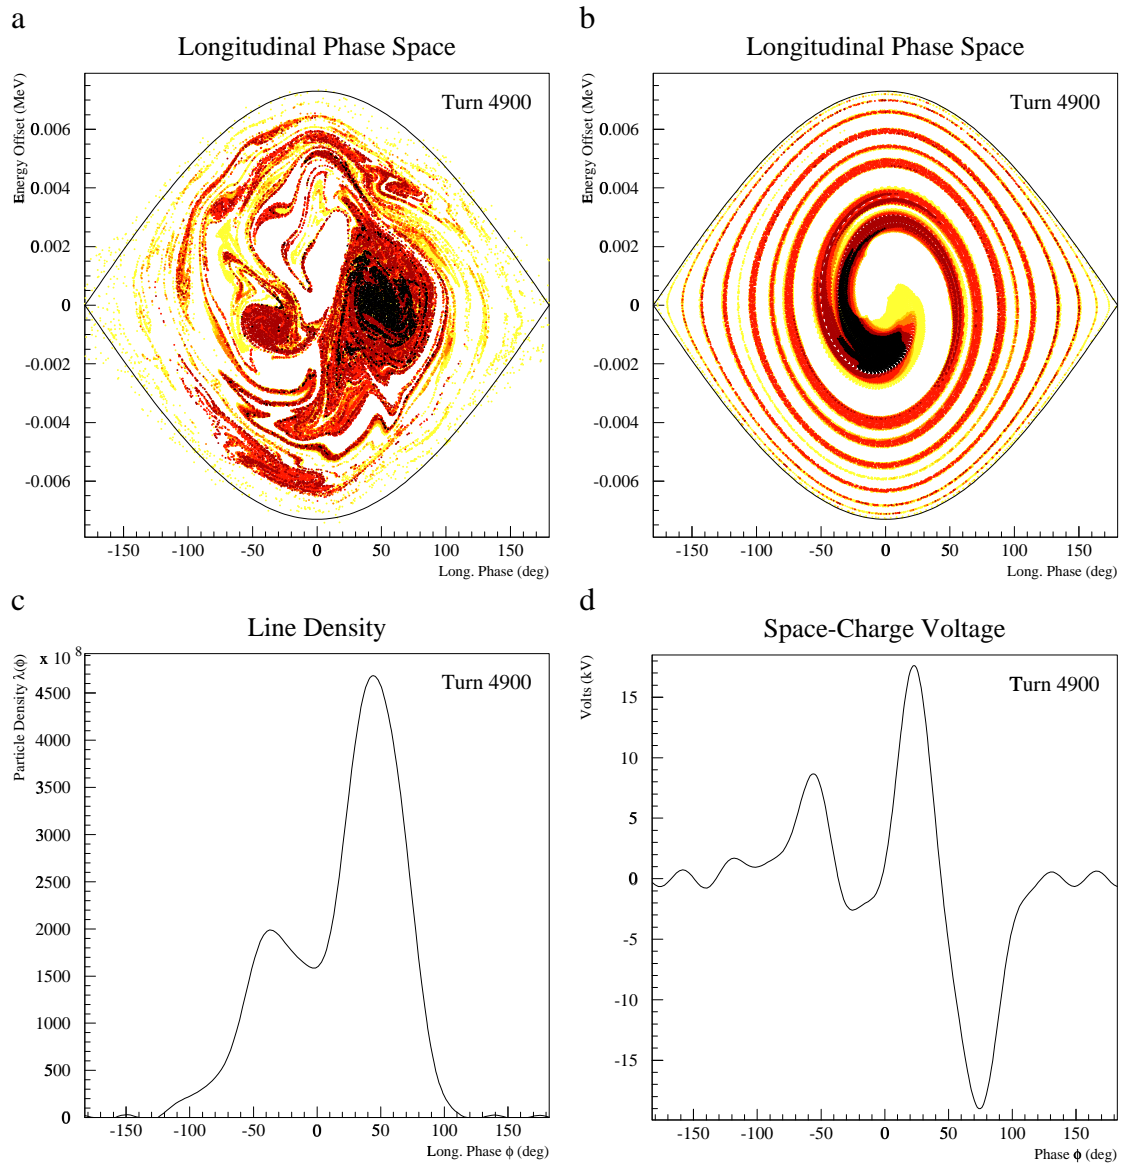 a
Longitudinal Phase Space
Energy Offset (MeV)
Turn 4900
0.006
0.004
0.002
0
-0.002
-0.004
-0.006
-150 -100 -50 0 50 100 150
Long. Phase (deg)
b
Longitudinal Phase Space
Energy Offset (MeV)
Turn 4900
0.006
0.004
0.002
0
-0.002
-0.004
-0.006
-150 -100 -50 0 50 100 150
Long. Phase (deg)
c
Line Density
Particle Density λ(ϕ)
x 10 8
Turn 4900
4500
4000
3500
3000
2500
2000
1500
1000
500
0
-150 -100 -50 0 50 100 150
Long. Phase ϕ (deg)
d
Space-Charge Voltage
Volts (kV)
Turn 4900
15
10
5
0
-5
-10
-15
-150 -100 -50 0 50 100 150
Phase ϕ (deg)